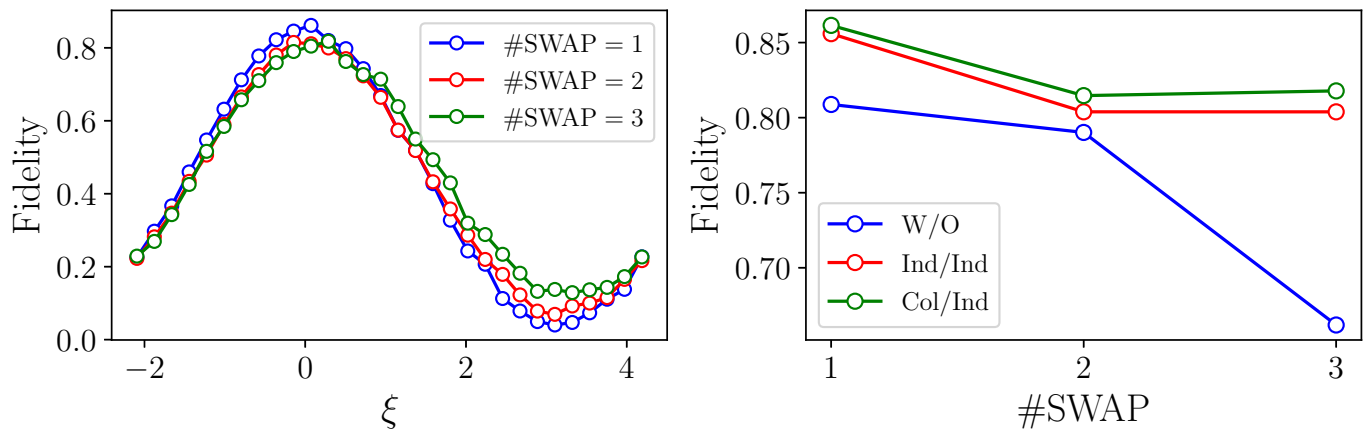 Fidelity
0.8
0.6
0.4
0.2
0.0
−2
0
2
4
ξ
#SWAP = 1
#SWAP = 2
#SWAP = 3
Fidelity
0.85
0.80
0.75
0.70
1
2
3
#SWAP
W/O
Ind/Ind
Col/Ind